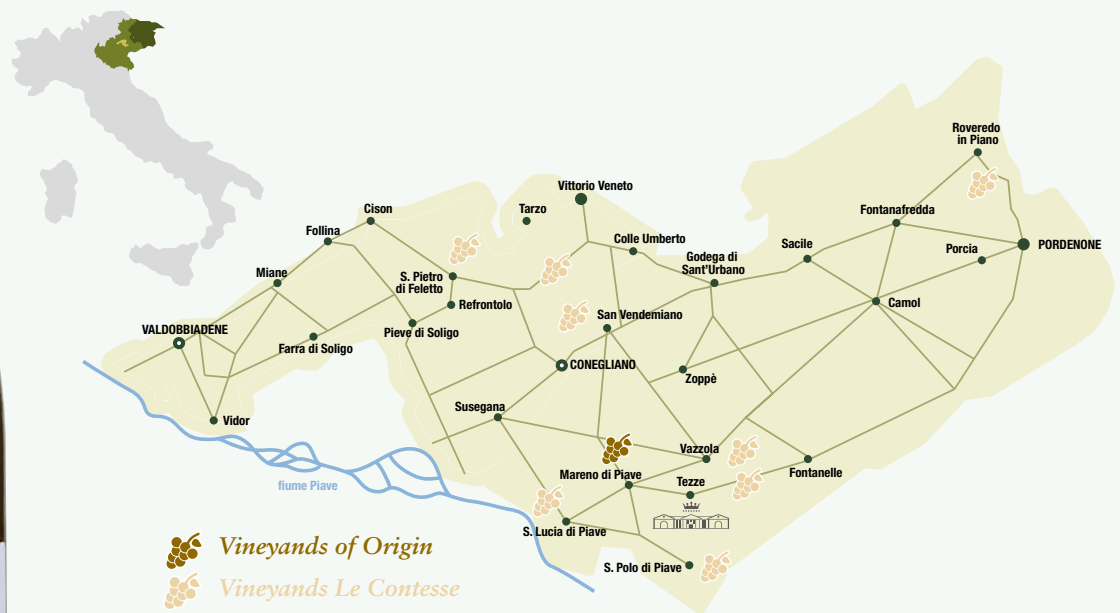 Roveredo
in Piano
Vittorio Veneto
Cison
Tarzo
Fontanafredda
Follina
Colle Umberto
Sacile
Porcia
PORDENONE
Godega di
Sant'Urbano
Miane
S. Pietro
di Feletto
Refrontolo
Camol
San Vendemiano
VALDOBBIADENE
Pieve di Soligo
Farra di Soligo
CONEGLIANO
Zoppè
Susegana
Vidor
Vazzola
Mareno di Piave
Tezze
Fontanelle
fiume Piave
S. Lucia di Piave
S. Polo di Piave
Vineyands of Origin
Vineyands Le Contesse